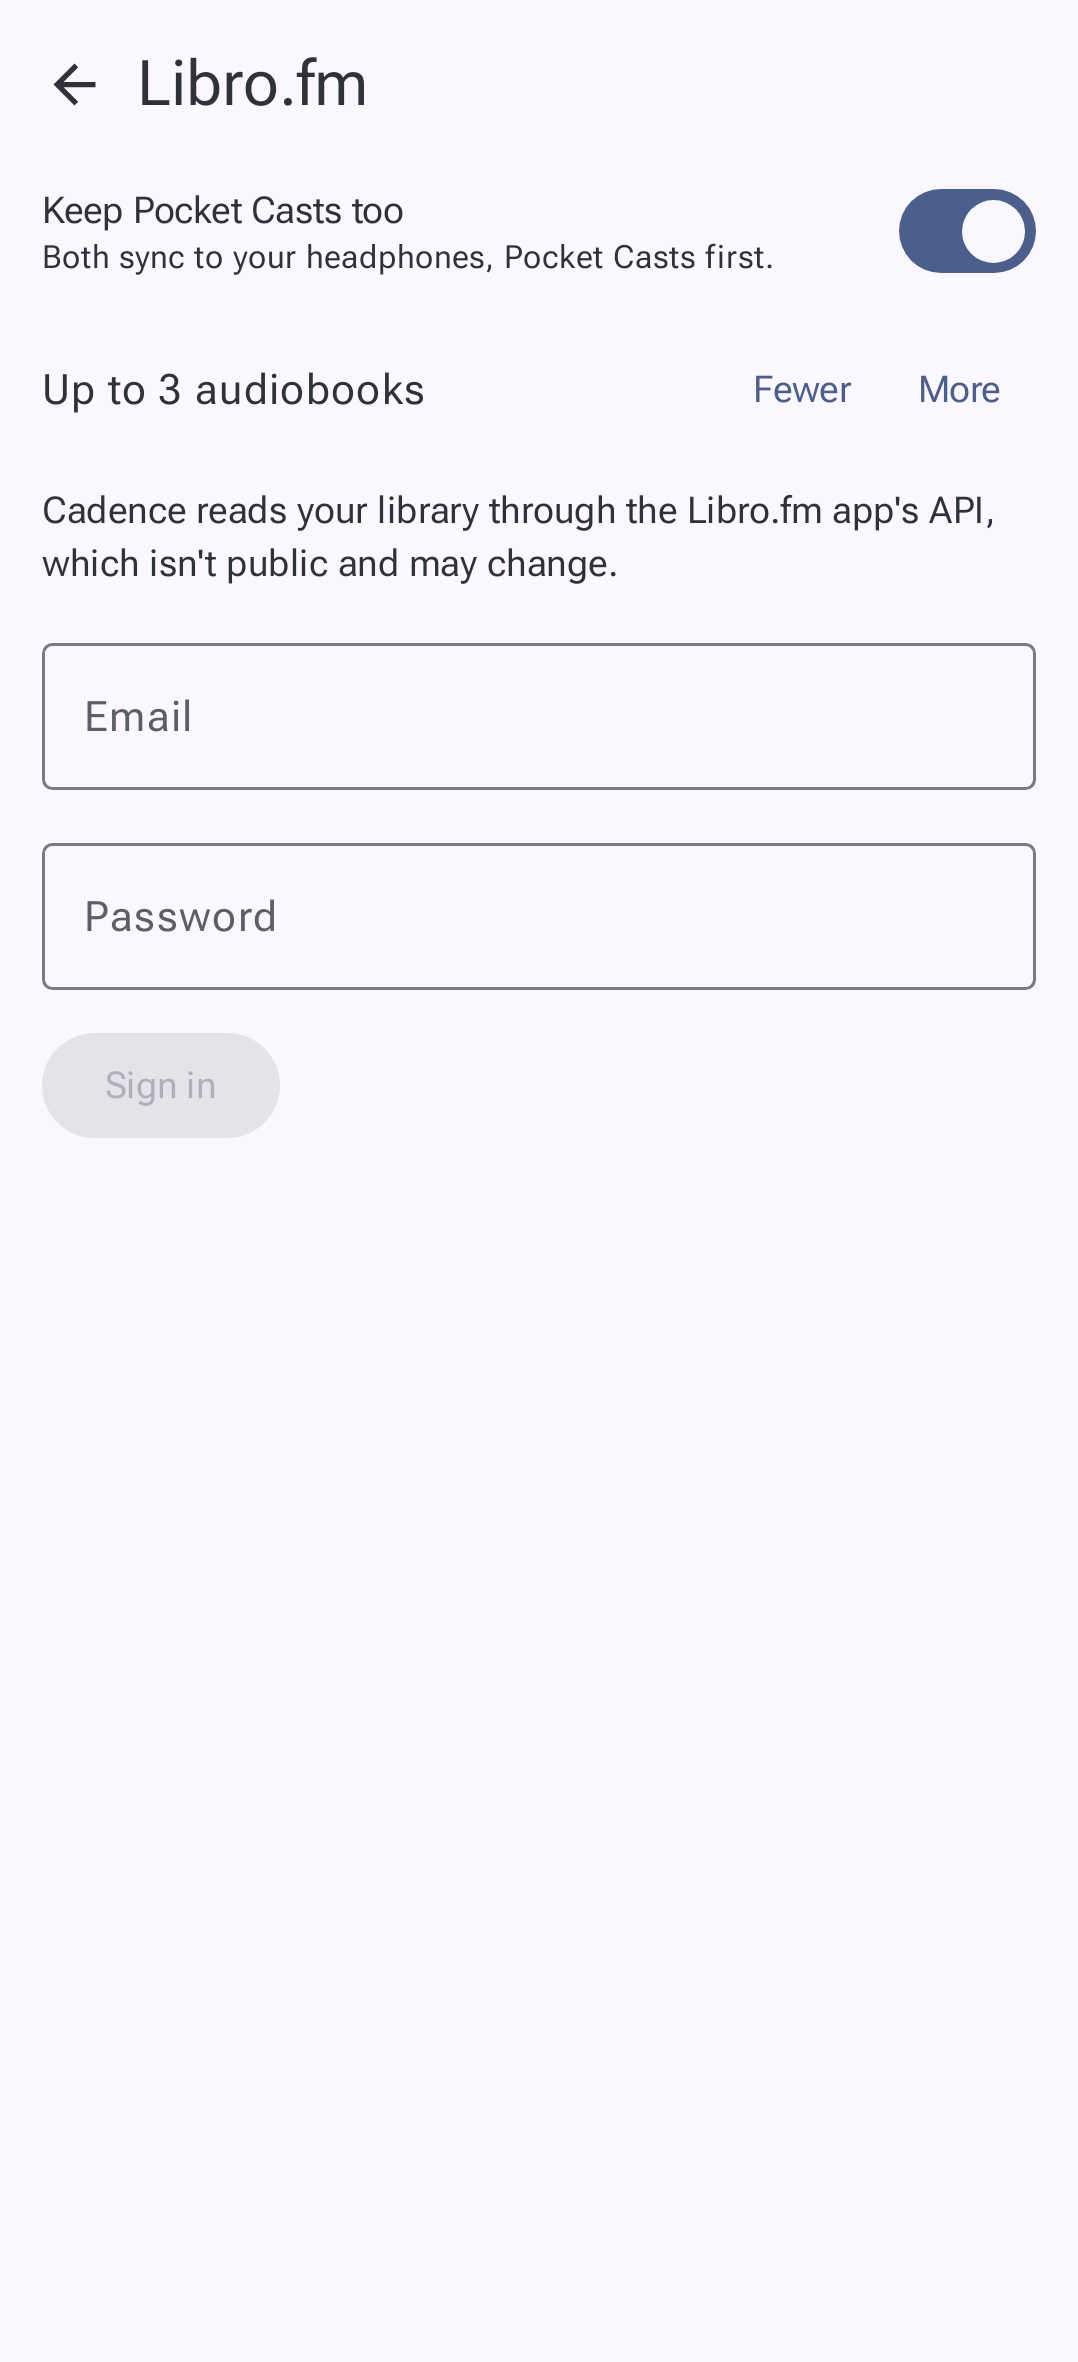 Libro.fm
Keep Pocket Casts too
Both sync to your headphones, Pocket Casts first.
Up to 3 audiobooks Fewer More
Cadence reads your library through the Libro.fm app's API,
which isn't public and may change.
Email
Password
Sign in